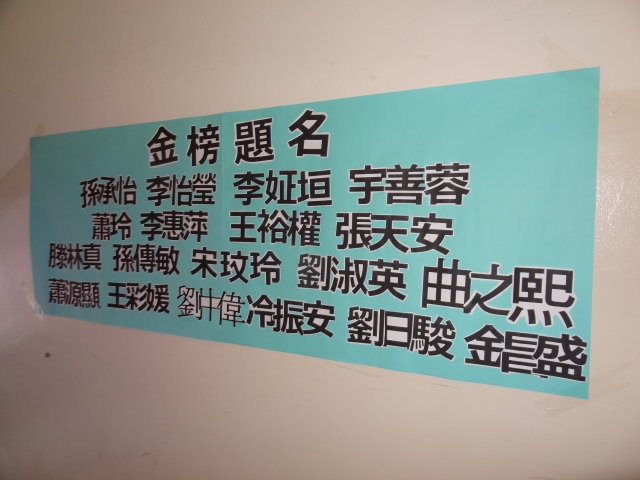 金榜題名
孫承怡 李怡瑩 李姃垣 宇善蓉
蕭玲 李惠萍 王裕權 張天安
滕林真 孫傳敏 宋玟玲 劉淑英 曲之熙
蕭源顯 王彩媛 劉中偉 冷振安 劉日駿 金昌盛